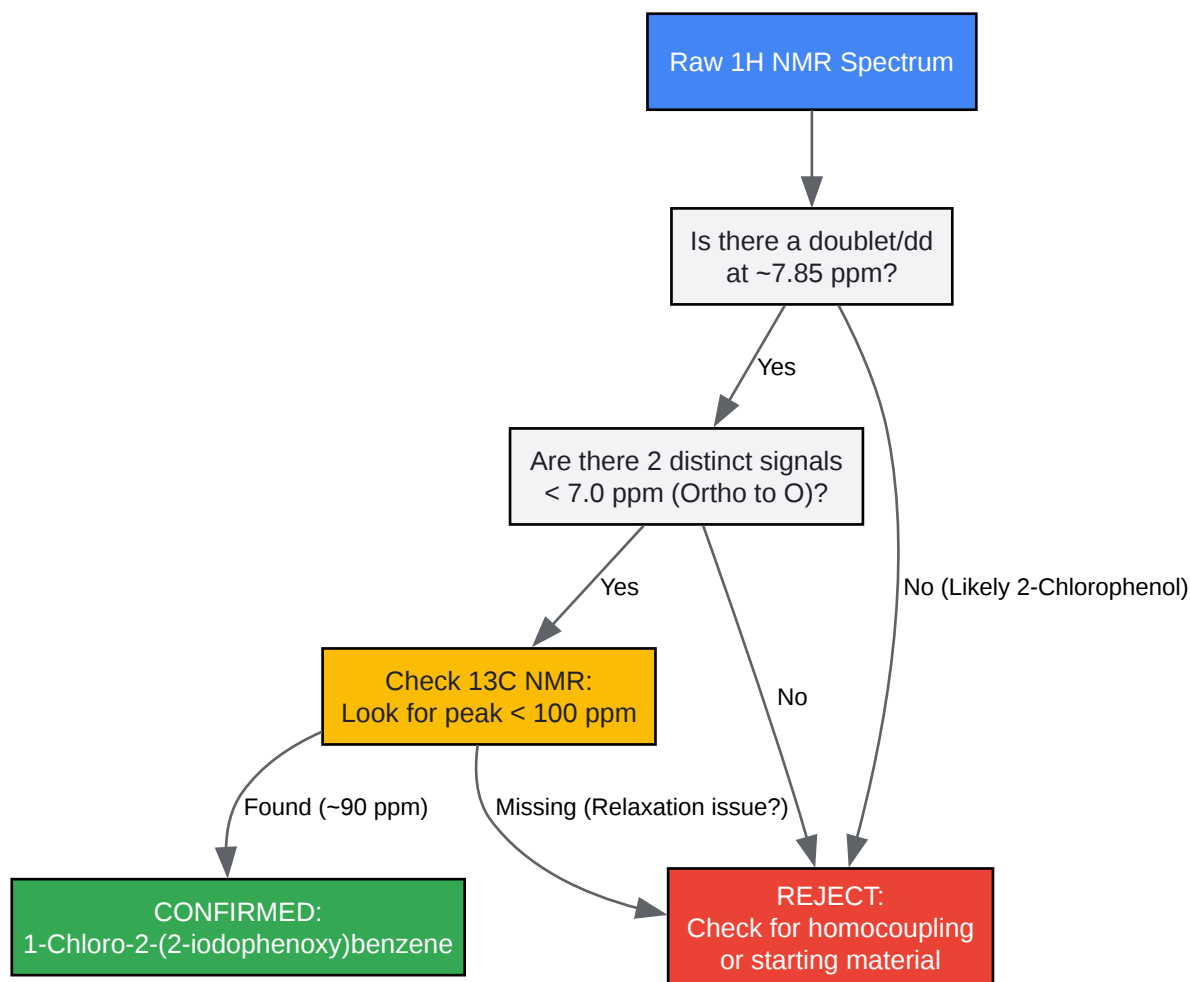 Raw 1H NMR Spectrum
Is there a doublet/dd
at ~7.85 ppm?
Yes
Are there 2 distinct signals
< 7.0 ppm (Ortho to O)?
Yes
No (Likely 2-Chlorophenol)
Check 13C NMR:
Look for peak < 100 ppm
No
Found (~90 ppm)
Missing (Relaxation issue?)
CONFIRMED:
1-Chloro-2-(2-iodophenoxy)benzene
REJECT:
Check for homocoupling
or starting material